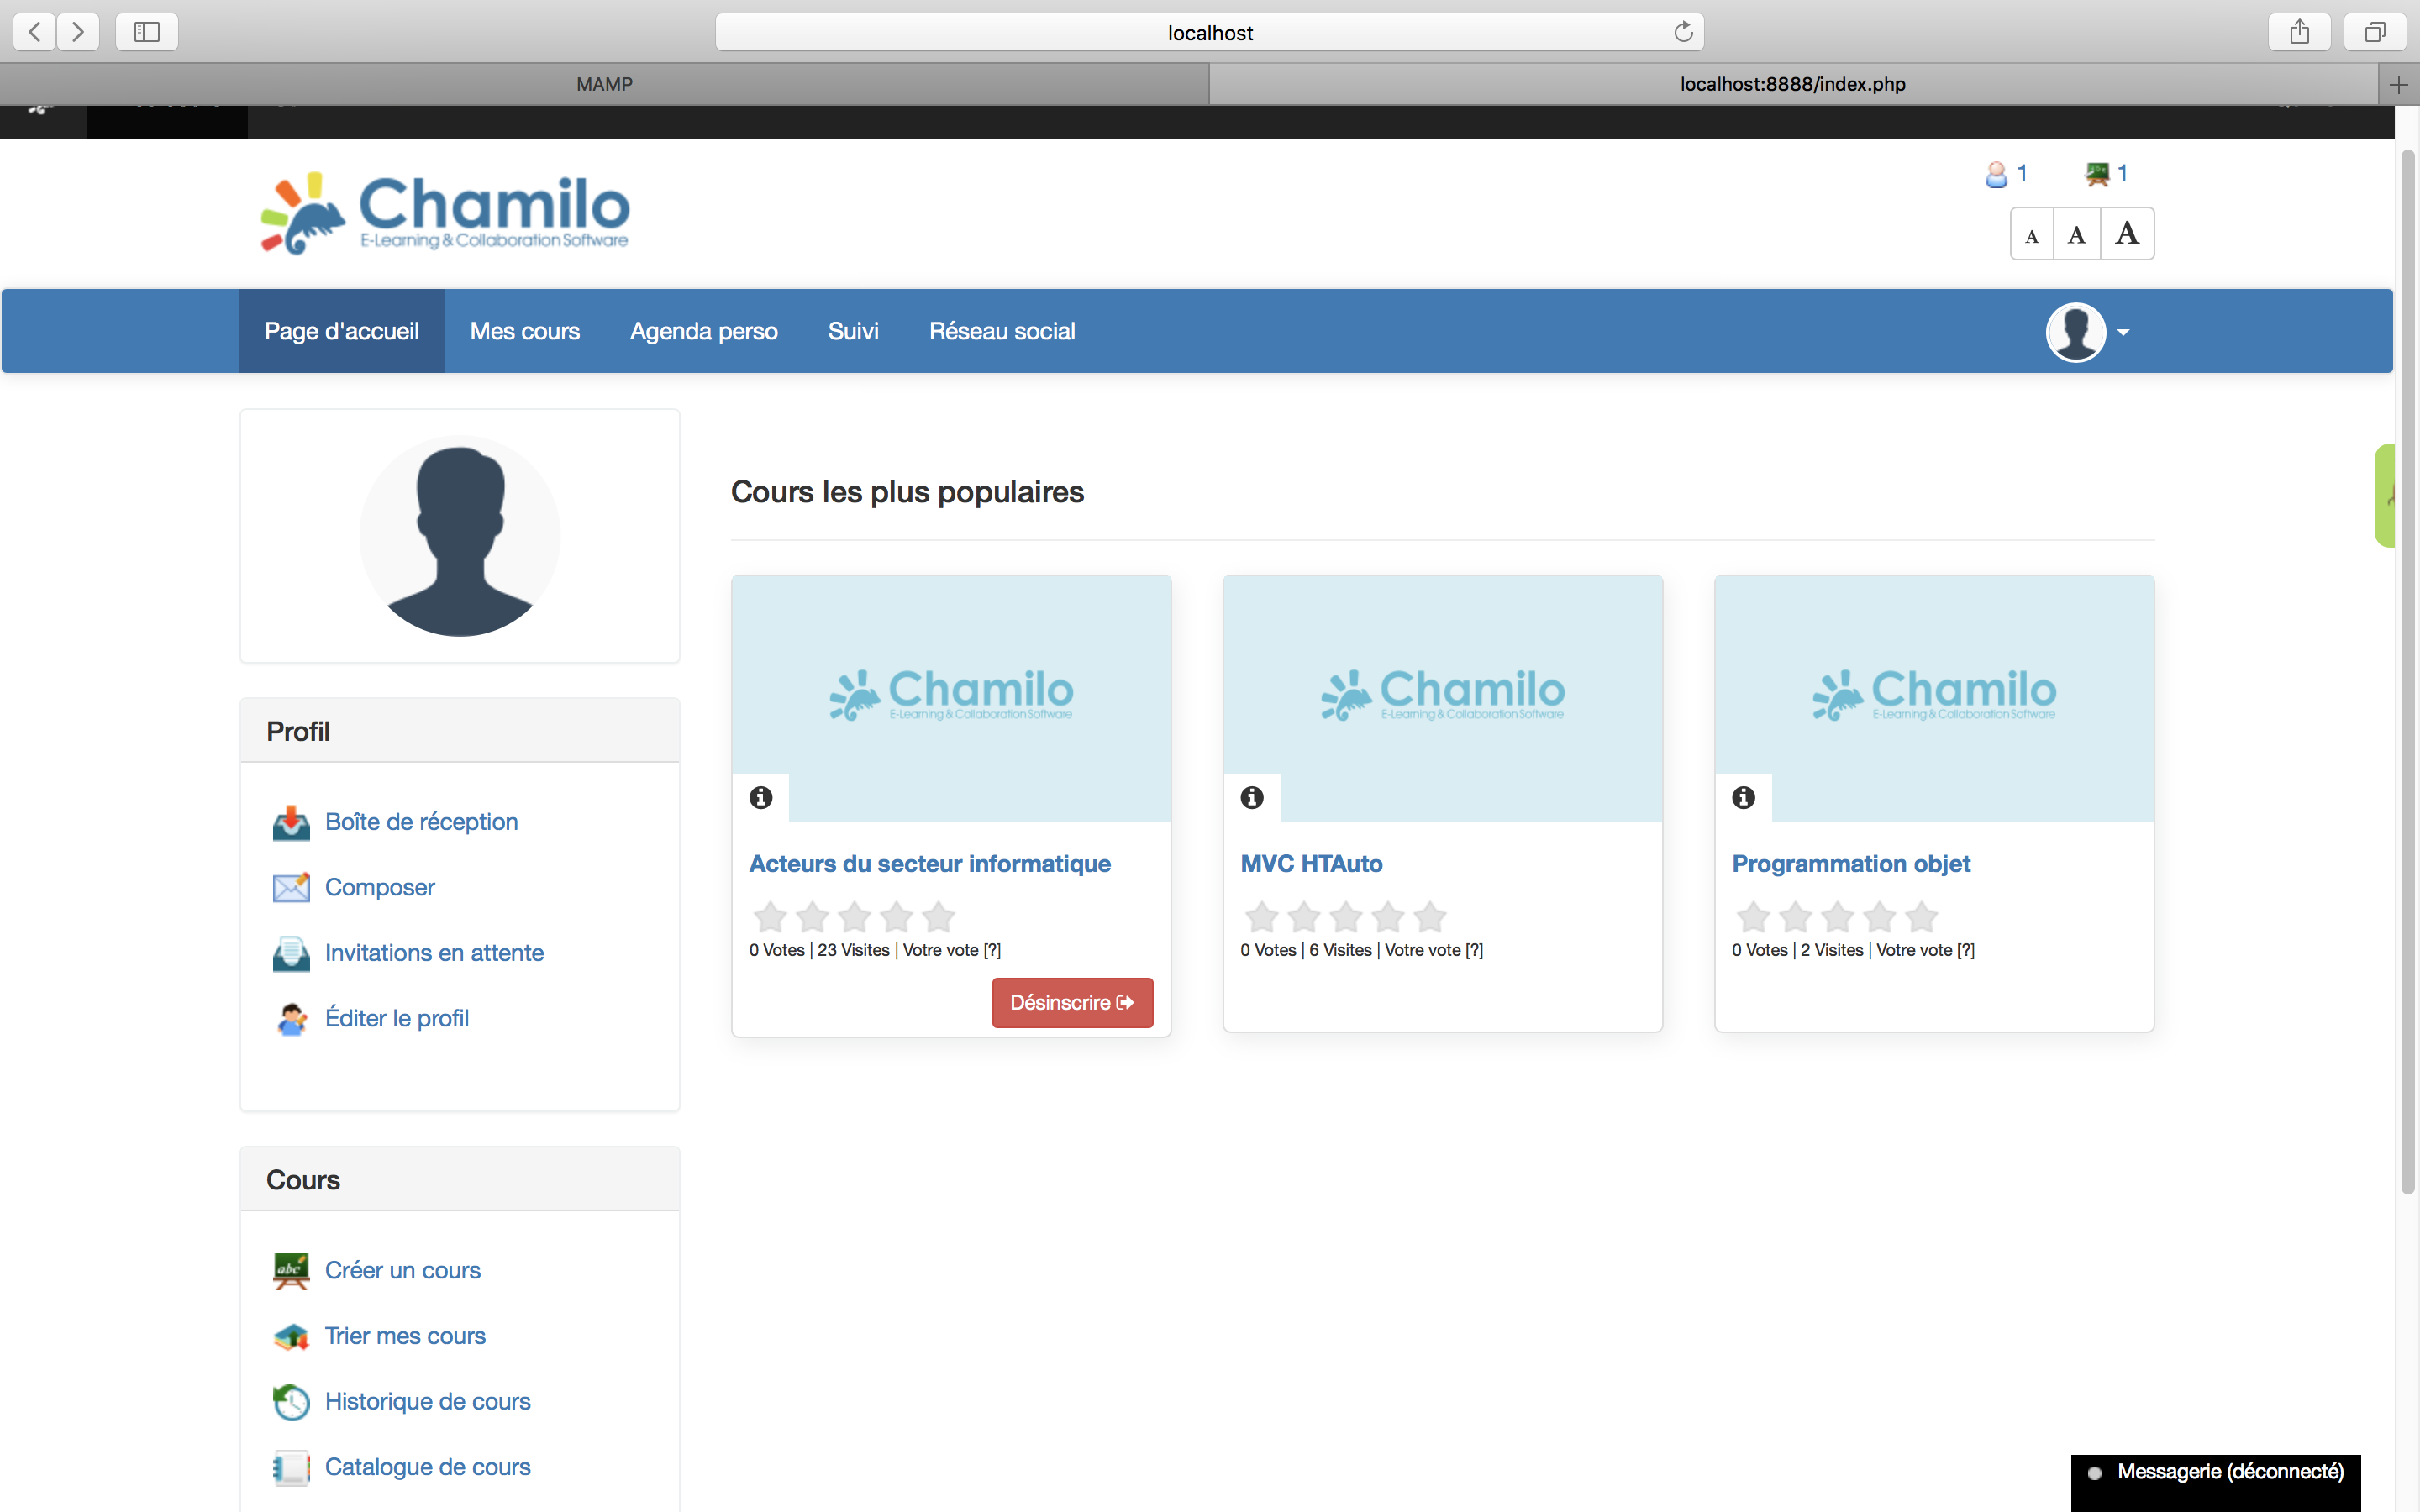 localhost
MAMP
localhost:8888/index.php
Chamilo
E-Learning & Collaboration Software
1 1
A A A
Page d'accueil Mes cours Agenda perso Suivi Réseau social
Cours les plus populaires
Chamilo
E-Learning & Collaboration Software
Chamilo
E-Learning & Collaboration Software
Chamilo
E-Learning & Collaboration Software
Profil
Boîte de réception
Composer
Invitations en attente
Éditer le profil
Acteurs du secteur informatique
0 Votes | 23 Visites | Votre vote [?]
Désinscrire
MVC HTAuto
0 Votes | 6 Visites | Votre vote [?]
Programmation objet
0 Votes | 2 Visites | Votre vote [?]
Cours
abc
Créer un cours
Trier mes cours
Historique de cours
Catalogue de cours
Messagerie (déconnecté)